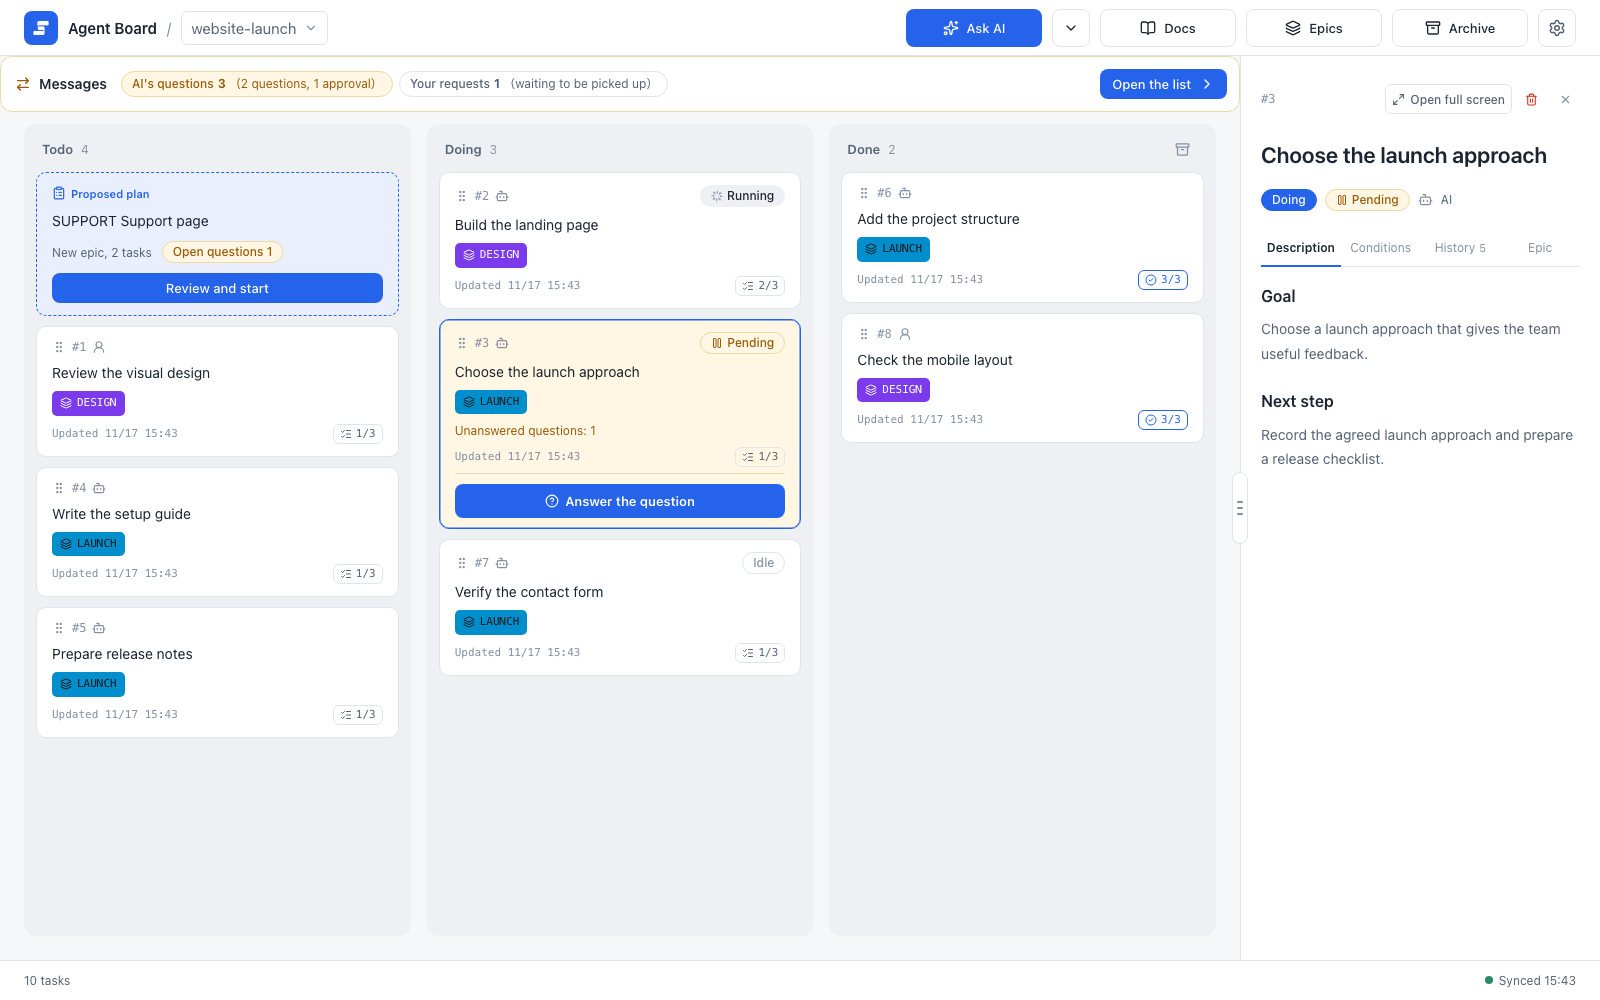 Agent Board / website-launch
Ask AI
Docs
Epics
Archive
Messages
AI's questions 3 (2 questions, 1 approval)
Your requests 1 (waiting to be picked up)
Open the list
Todo 4
Proposed plan
SUPPORT Support page
New epic, 2 tasks
Open questions 1
Review and start
#1
Review the visual design
DESIGN
Updated 11/17 15:43
1/3
#4
Write the setup guide
LAUNCH
Updated 11/17 15:43
1/3
#5
Prepare release notes
LAUNCH
Updated 11/17 15:43
1/3
Doing 3
#2
Running
Build the landing page
DESIGN
Updated 11/17 15:43
2/3
#3
Pending
Choose the launch approach
LAUNCH
Unanswered questions: 1
Updated 11/17 15:43
1/3
Answer the question
#7
Idle
Verify the contact form
LAUNCH
Updated 11/17 15:43
1/3
Done 2
#6
Add the project structure
LAUNCH
Updated 11/17 15:43
3/3
#8
Check the mobile layout
DESIGN
Updated 11/17 15:43
3/3
#3
Open full screen
Choose the launch approach
Doing
Pending
AI
Description
Conditions
History 5
Epic
Goal
Choose a launch approach that gives the team
useful feedback.
Next step
Record the agreed launch approach and prepare
a release checklist.
10 tasks
Synced 15:43